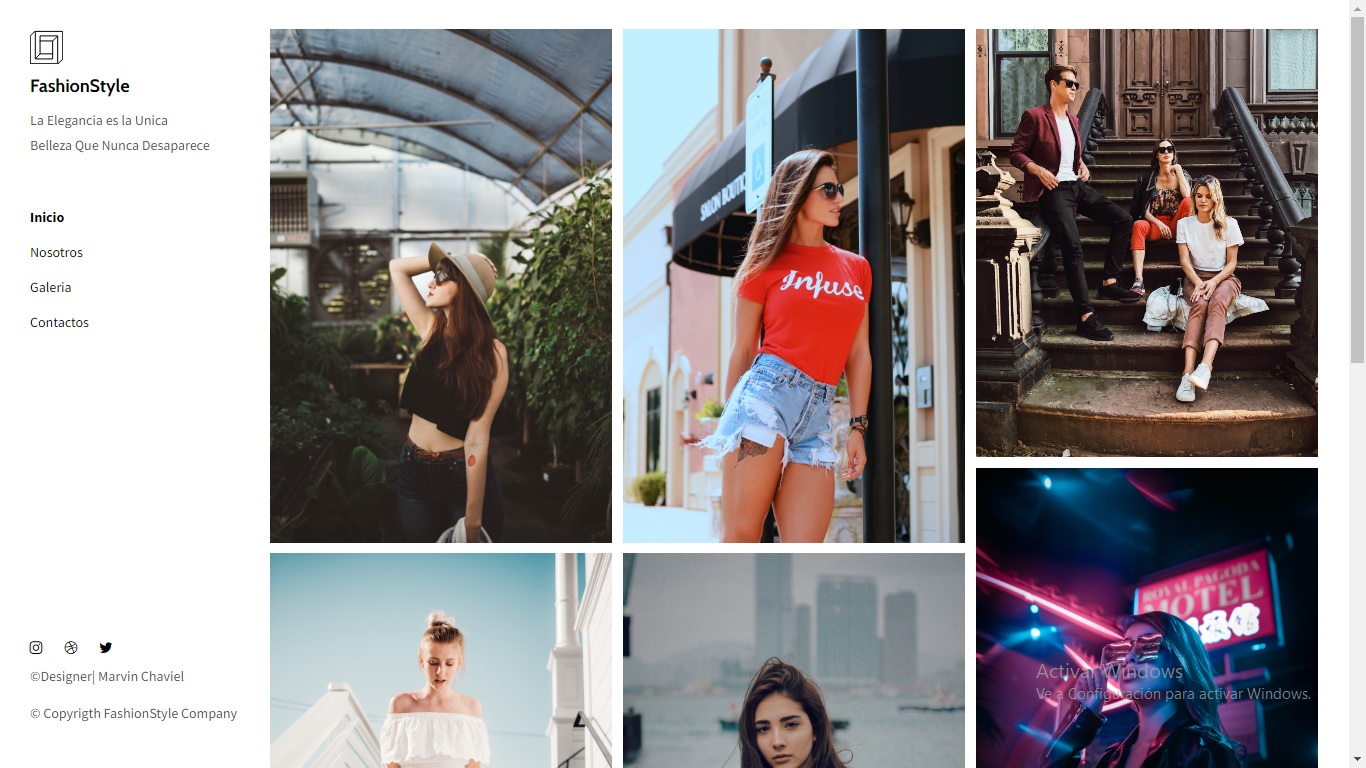 FashionStyle
La Elegancia es la Unica
Belleza Que Nunca Desaparece
Inicio
Nosotros
Galeria
Contactos
©Designer| Marvin Chaviel
© Copyrigth FashionStyle Company
Infuse
ROYAL PAGODA
MOTEL
Activar Windows
Ve a Configuración para activar Windows.